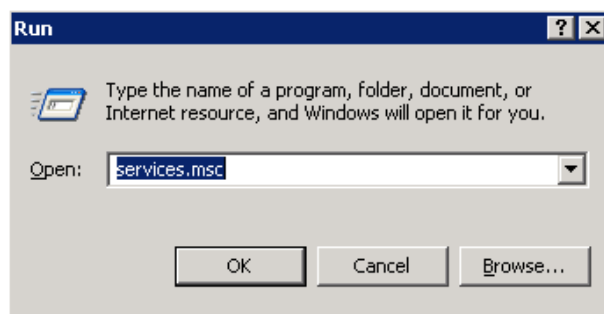 Run
Type the name of a program, folder, document, or
Internet resource, and Windows will open it for you.
Open: services.msc
OK Cancel Browse...